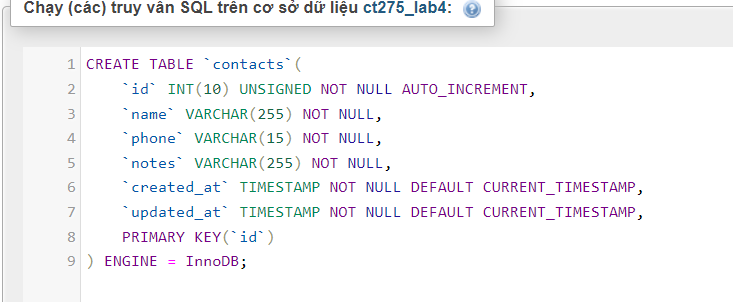 Chạy (các) truy vấn SQL trên cơ sở dữ liệu ct275_lab4:
1 CREATE TABLE `contacts`(
2 `id` INT(10) UNSIGNED NOT NULL AUTO_INCREMENT,
3 `name` VARCHAR(255) NOT NULL,
4 `phone` VARCHAR(15) NOT NULL,
5 `notes` VARCHAR(255) NOT NULL,
6 `created_at` TIMESTAMP NOT NULL DEFAULT CURRENT_TIMESTAMP,
7 `updated_at` TIMESTAMP NOT NULL DEFAULT CURRENT_TIMESTAMP,
8 PRIMARY KEY(`id`)
9 ) ENGINE = InnoDB;